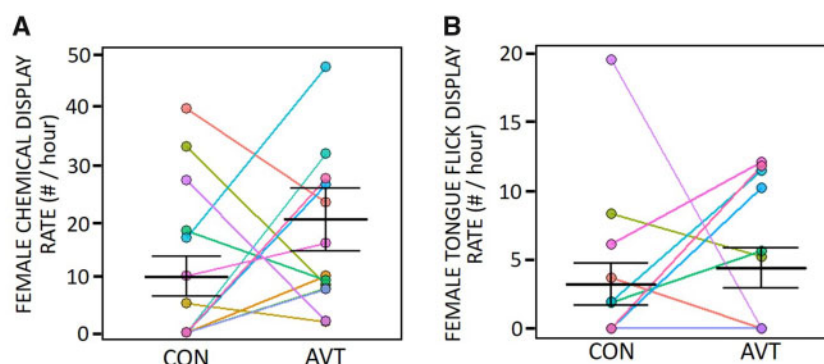 A
FEMALE CHEMICAL DISPLAY
RATE (# / hour)
50
40
30
20
10
0
CON
AVT
B
FEMALE TONGUE FLICK DISPLAY
RATE (# / hour)
20
15
10
5
0
CON
AVT